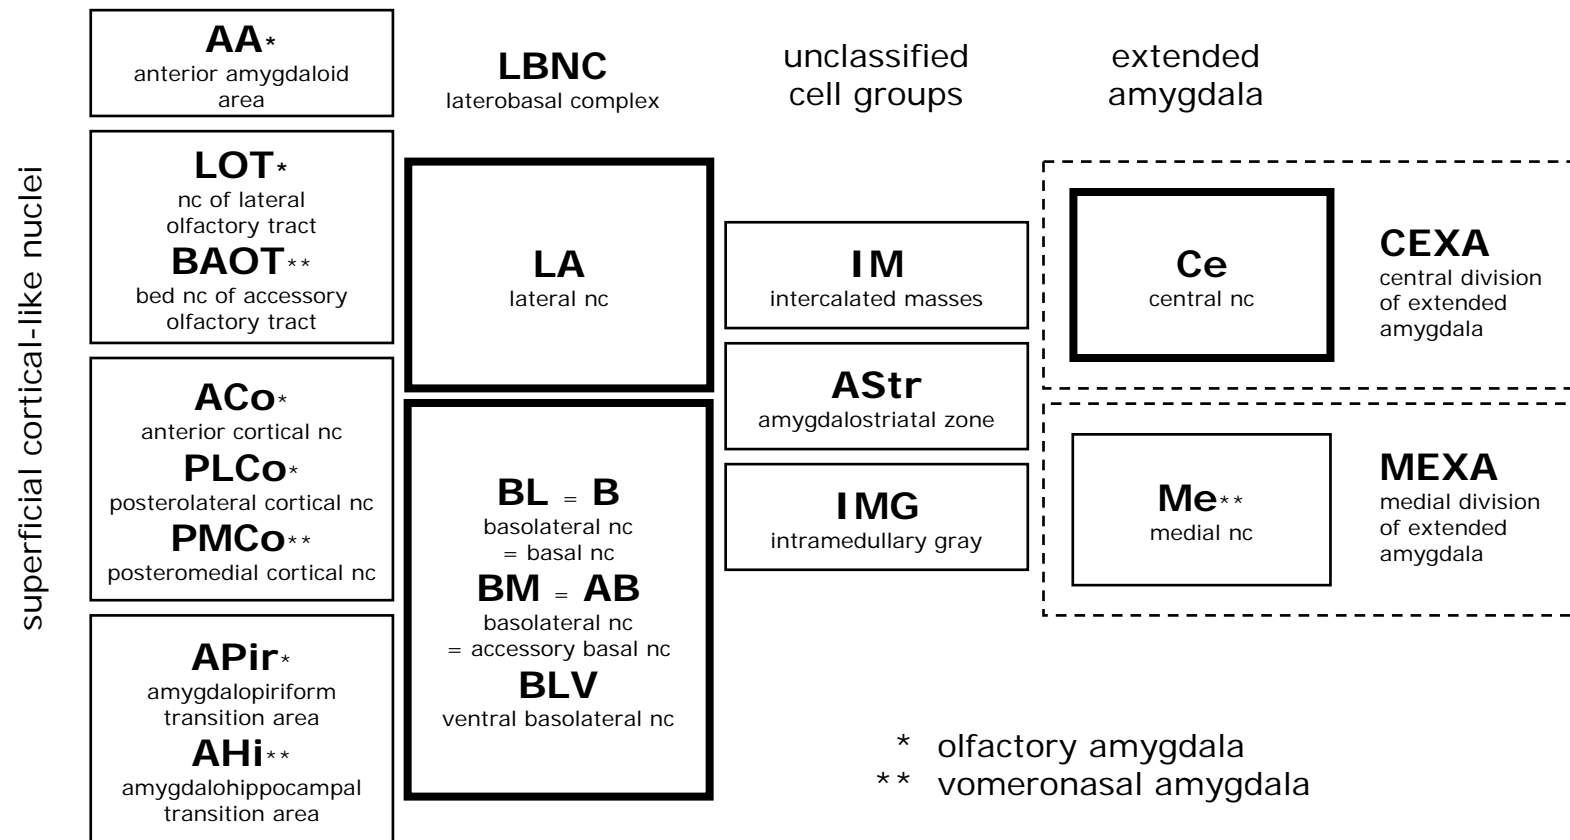 superficial cortical-like nuclei
AA*
anterior amygdaloid
area
LOT*
nc of lateral
olfactory tract
BAOT**
bed nc of accessory
olfactory tract
ACo*
anterior cortical nc
PLCo*
posterolateral cortical nc
PMCo**
posteromedial cortical nc
APir*
amygdalopiriform
transition area
AHi**
amygdalohippocampal
transition area
LBNC
laterobasal complex
LA
lateral nc
BL = B
basolateral nc
= basal nc
BM = AB
basolateral nc
= accessory basal nc
BLV
ventral basolateral nc
unclassified
cell groups
IM
intercalated masses
AStr
amygdalostriatal zone
IMG
intramedullary gray
extended
amygdala
Ce
central nc
CEXA
central division
of extended
amygdala
Me**
medial nc
MEXA
medial division
of extended
amygdala
* olfactory amygdala
** vomeronasal amygdala